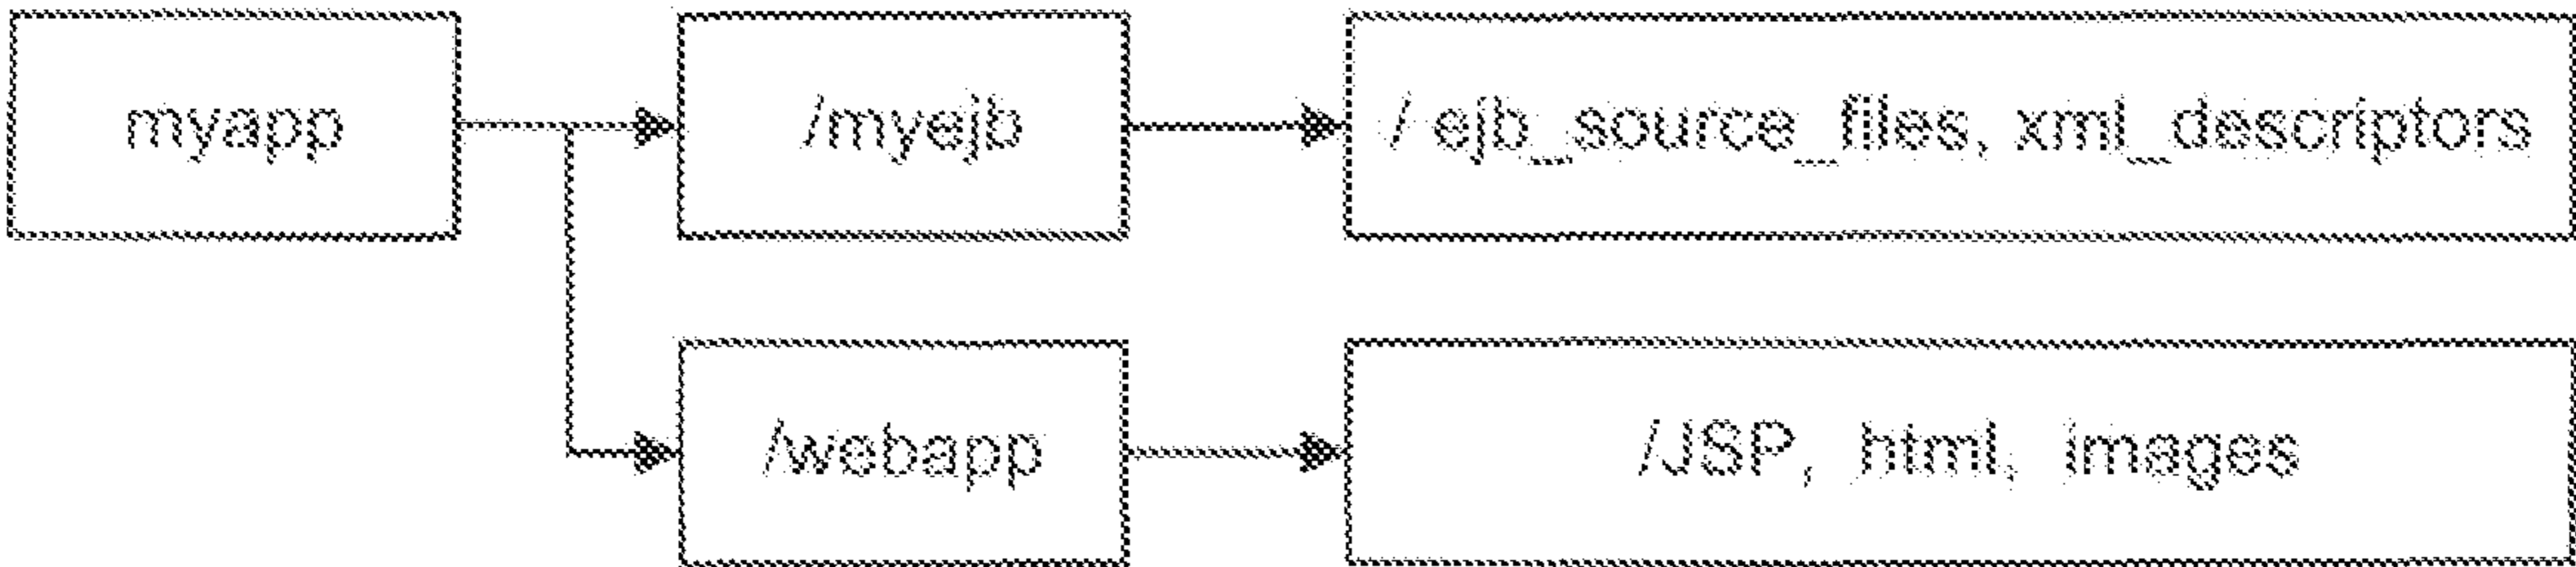 myapp
/myejb
/ ejb_source_files, xml_descriptors
/webapp
/JSP, html, images